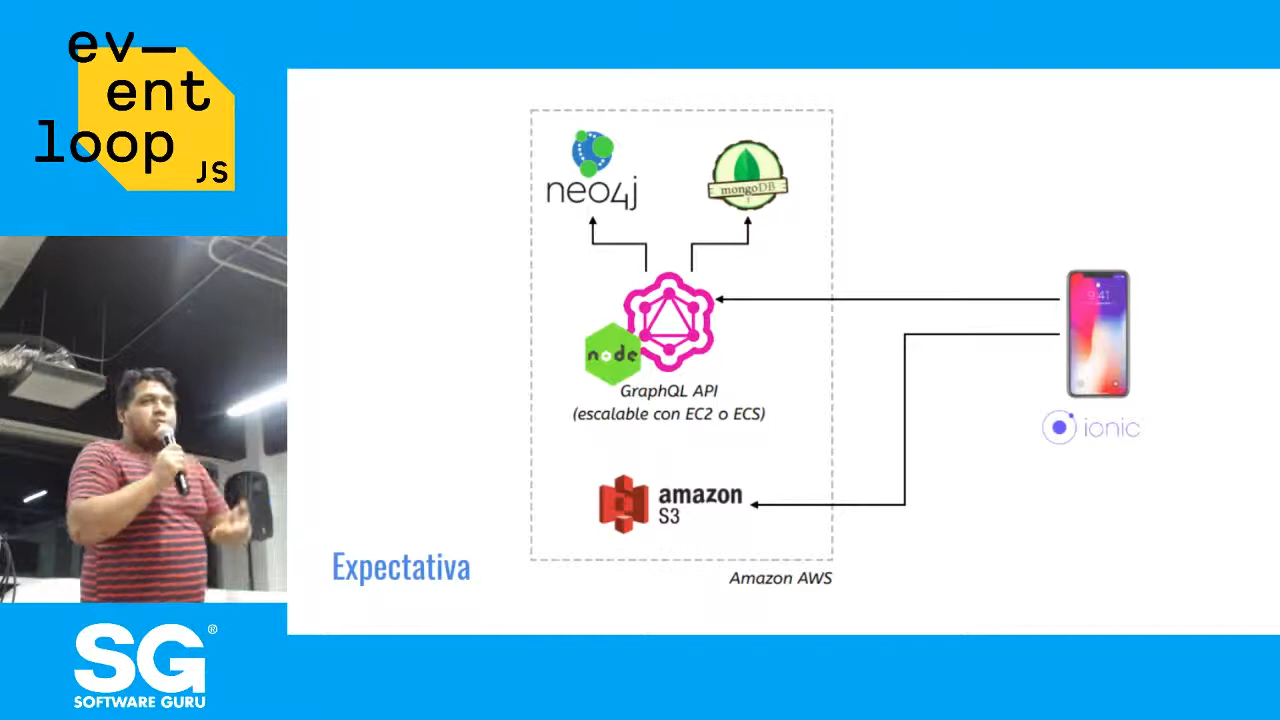 ev—
ent
loop
JS
neo4j
mongoDB
node
GraphQL API
(escalable con EC2 o ECS)
9:41
ionic
amazon
S3
Expectativa
Amazon AWS
SG®
SOFTWARE GURU